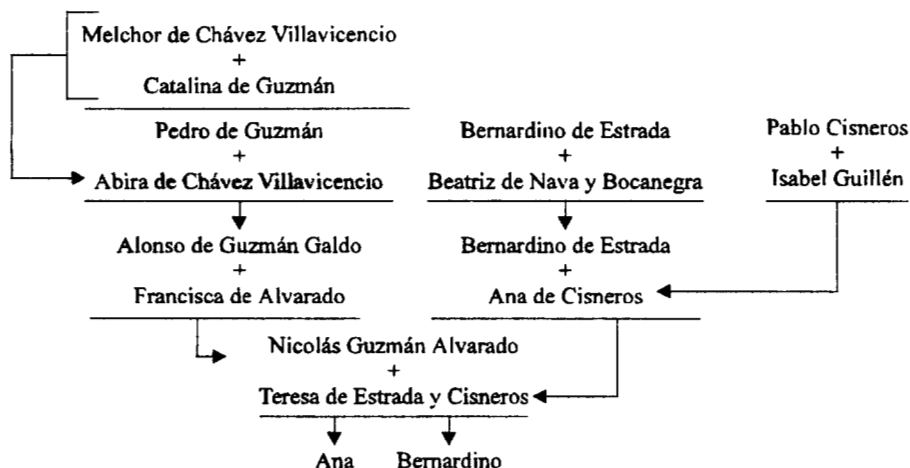 Melchor de Chávez Villavicencio
+
Catalina de Guzmán
Pedro de Guzmán
+
Abira de Chávez Villavicencio
Bernardino de Estrada
+
Beatriz de Nava y Bocanegra
Pablo Cisneros
+
Isabel Guillén
Alonso de Guzmán Galdo
+
Francisca de Alvarado
Bernardino de Estrada
+
Ana de Cisneros
Nicolás Guzmán Alvarado
+
Teresa de Estrada y Cisneros
Ana
Bernardino